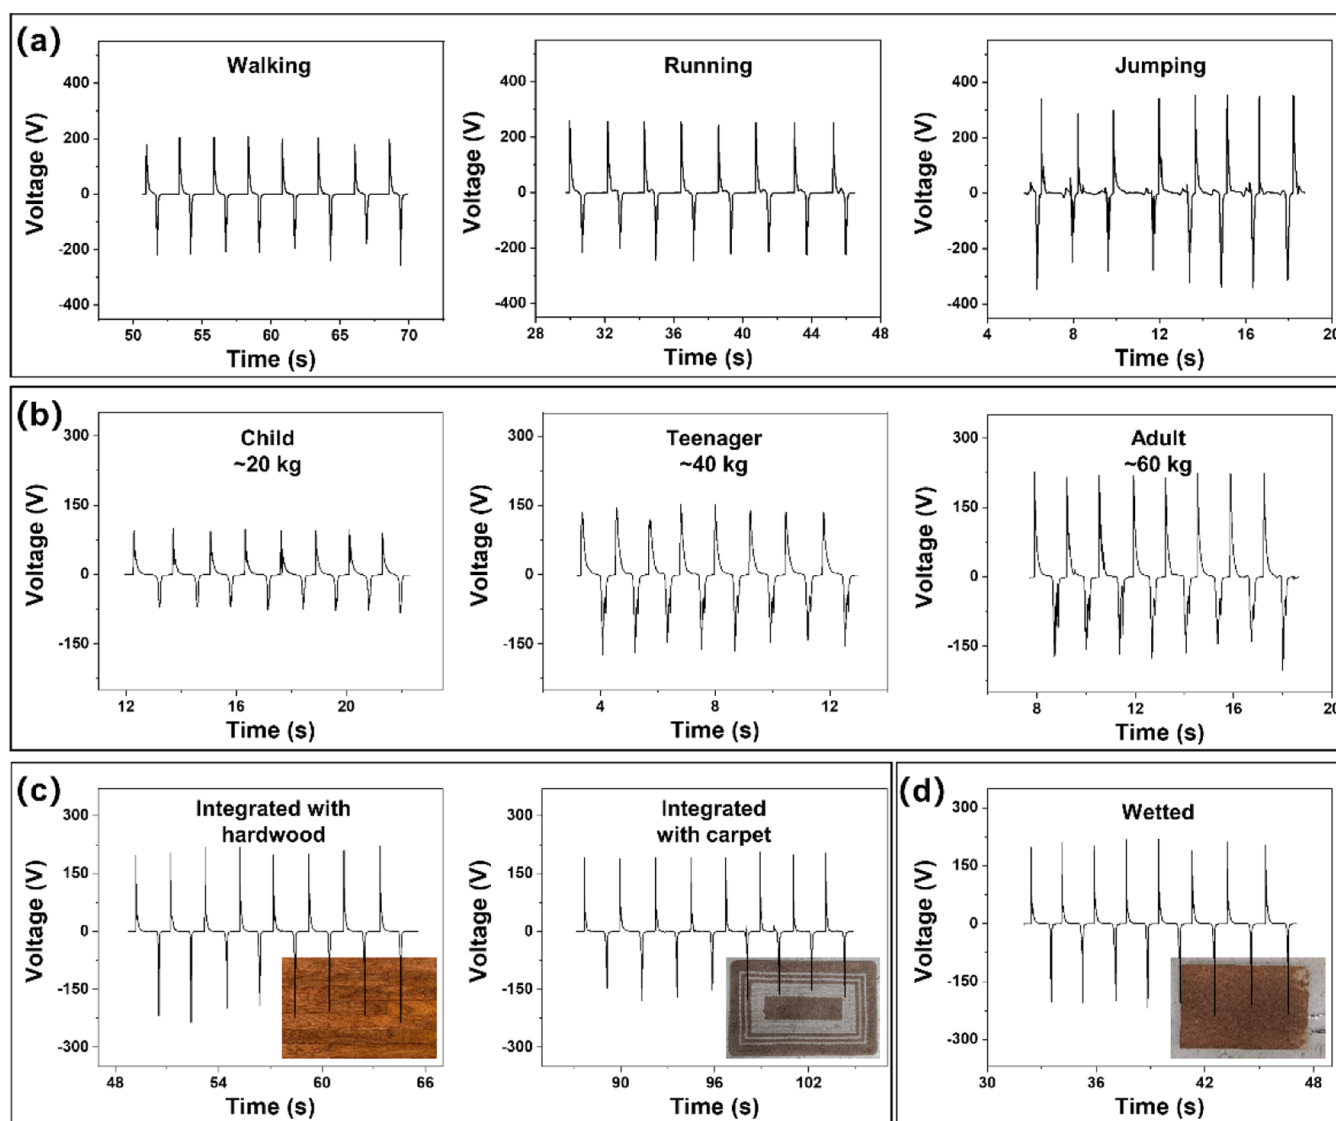 (a)
Walking
Voltage (V)
400
200
0
-200
-400
50 55 60 65 70
Time (s)
Running
Voltage (V)
400
200
0
-200
-400
28 32 36 40 44 48
Time (s)
Jumping
Voltage (V)
400
200
0
-200
-400
4 8 12 16 20
Time (s)
(b)
Child
~20 kg
Voltage (V)
300
150
0
-150
12 16 20
Time (s)
Teenager
~40 kg
Voltage (V)
300
150
0
-150
4 8 12
Time (s)
Adult
~60 kg
Voltage (V)
300
150
0
-150
8 12 16 20
Time (s)
(c)
Integrated with
hardwood
Voltage (V)
300
150
0
-150
-300
48 54 60 66
Time (s)
Integrated
with carpet
Voltage (V)
300
150
0
-150
-300
90 96 102
Time (s)
(d)
Wetted
Voltage (V)
300
150
0
-150
-300
30 36 42 48
Time (s)